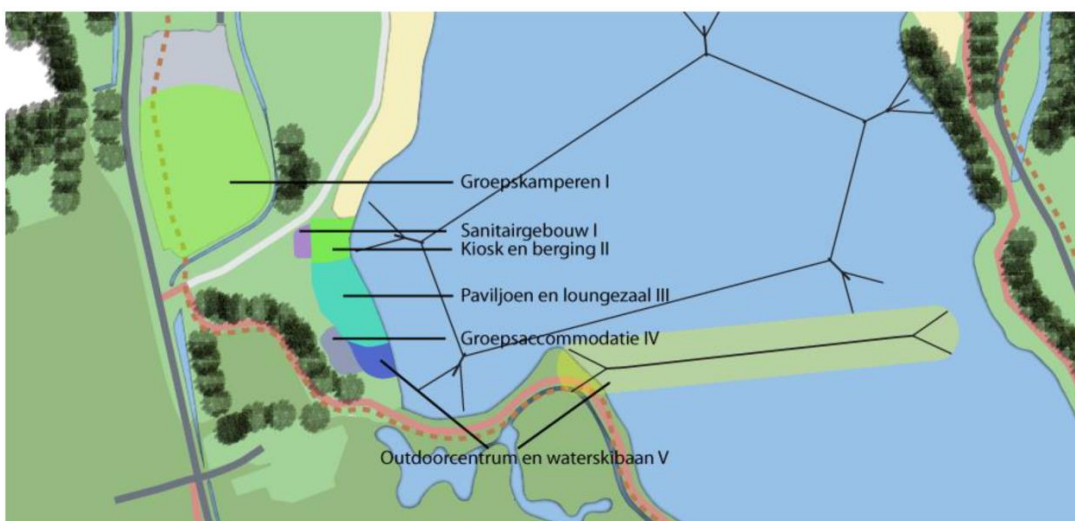 Groepskamperen I
Sanitairgebouw I
Kiosk en berging II
Paviljoen en loungezaal III
Groepsaccommodatie IV
Outdoorcentrum en waterskibaan V